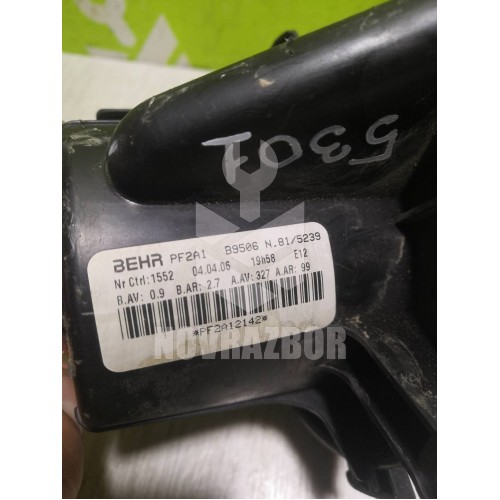 5307
BEHR PF2A1 B9506 N.81/5239
Nr Ctrl:1552 04.04.06 19h58 E12
B.AV: 0.9 B.AR: 2.7 A.AV: 327 A.AR: 99
*PF2A12142*
NOVRAZBOR